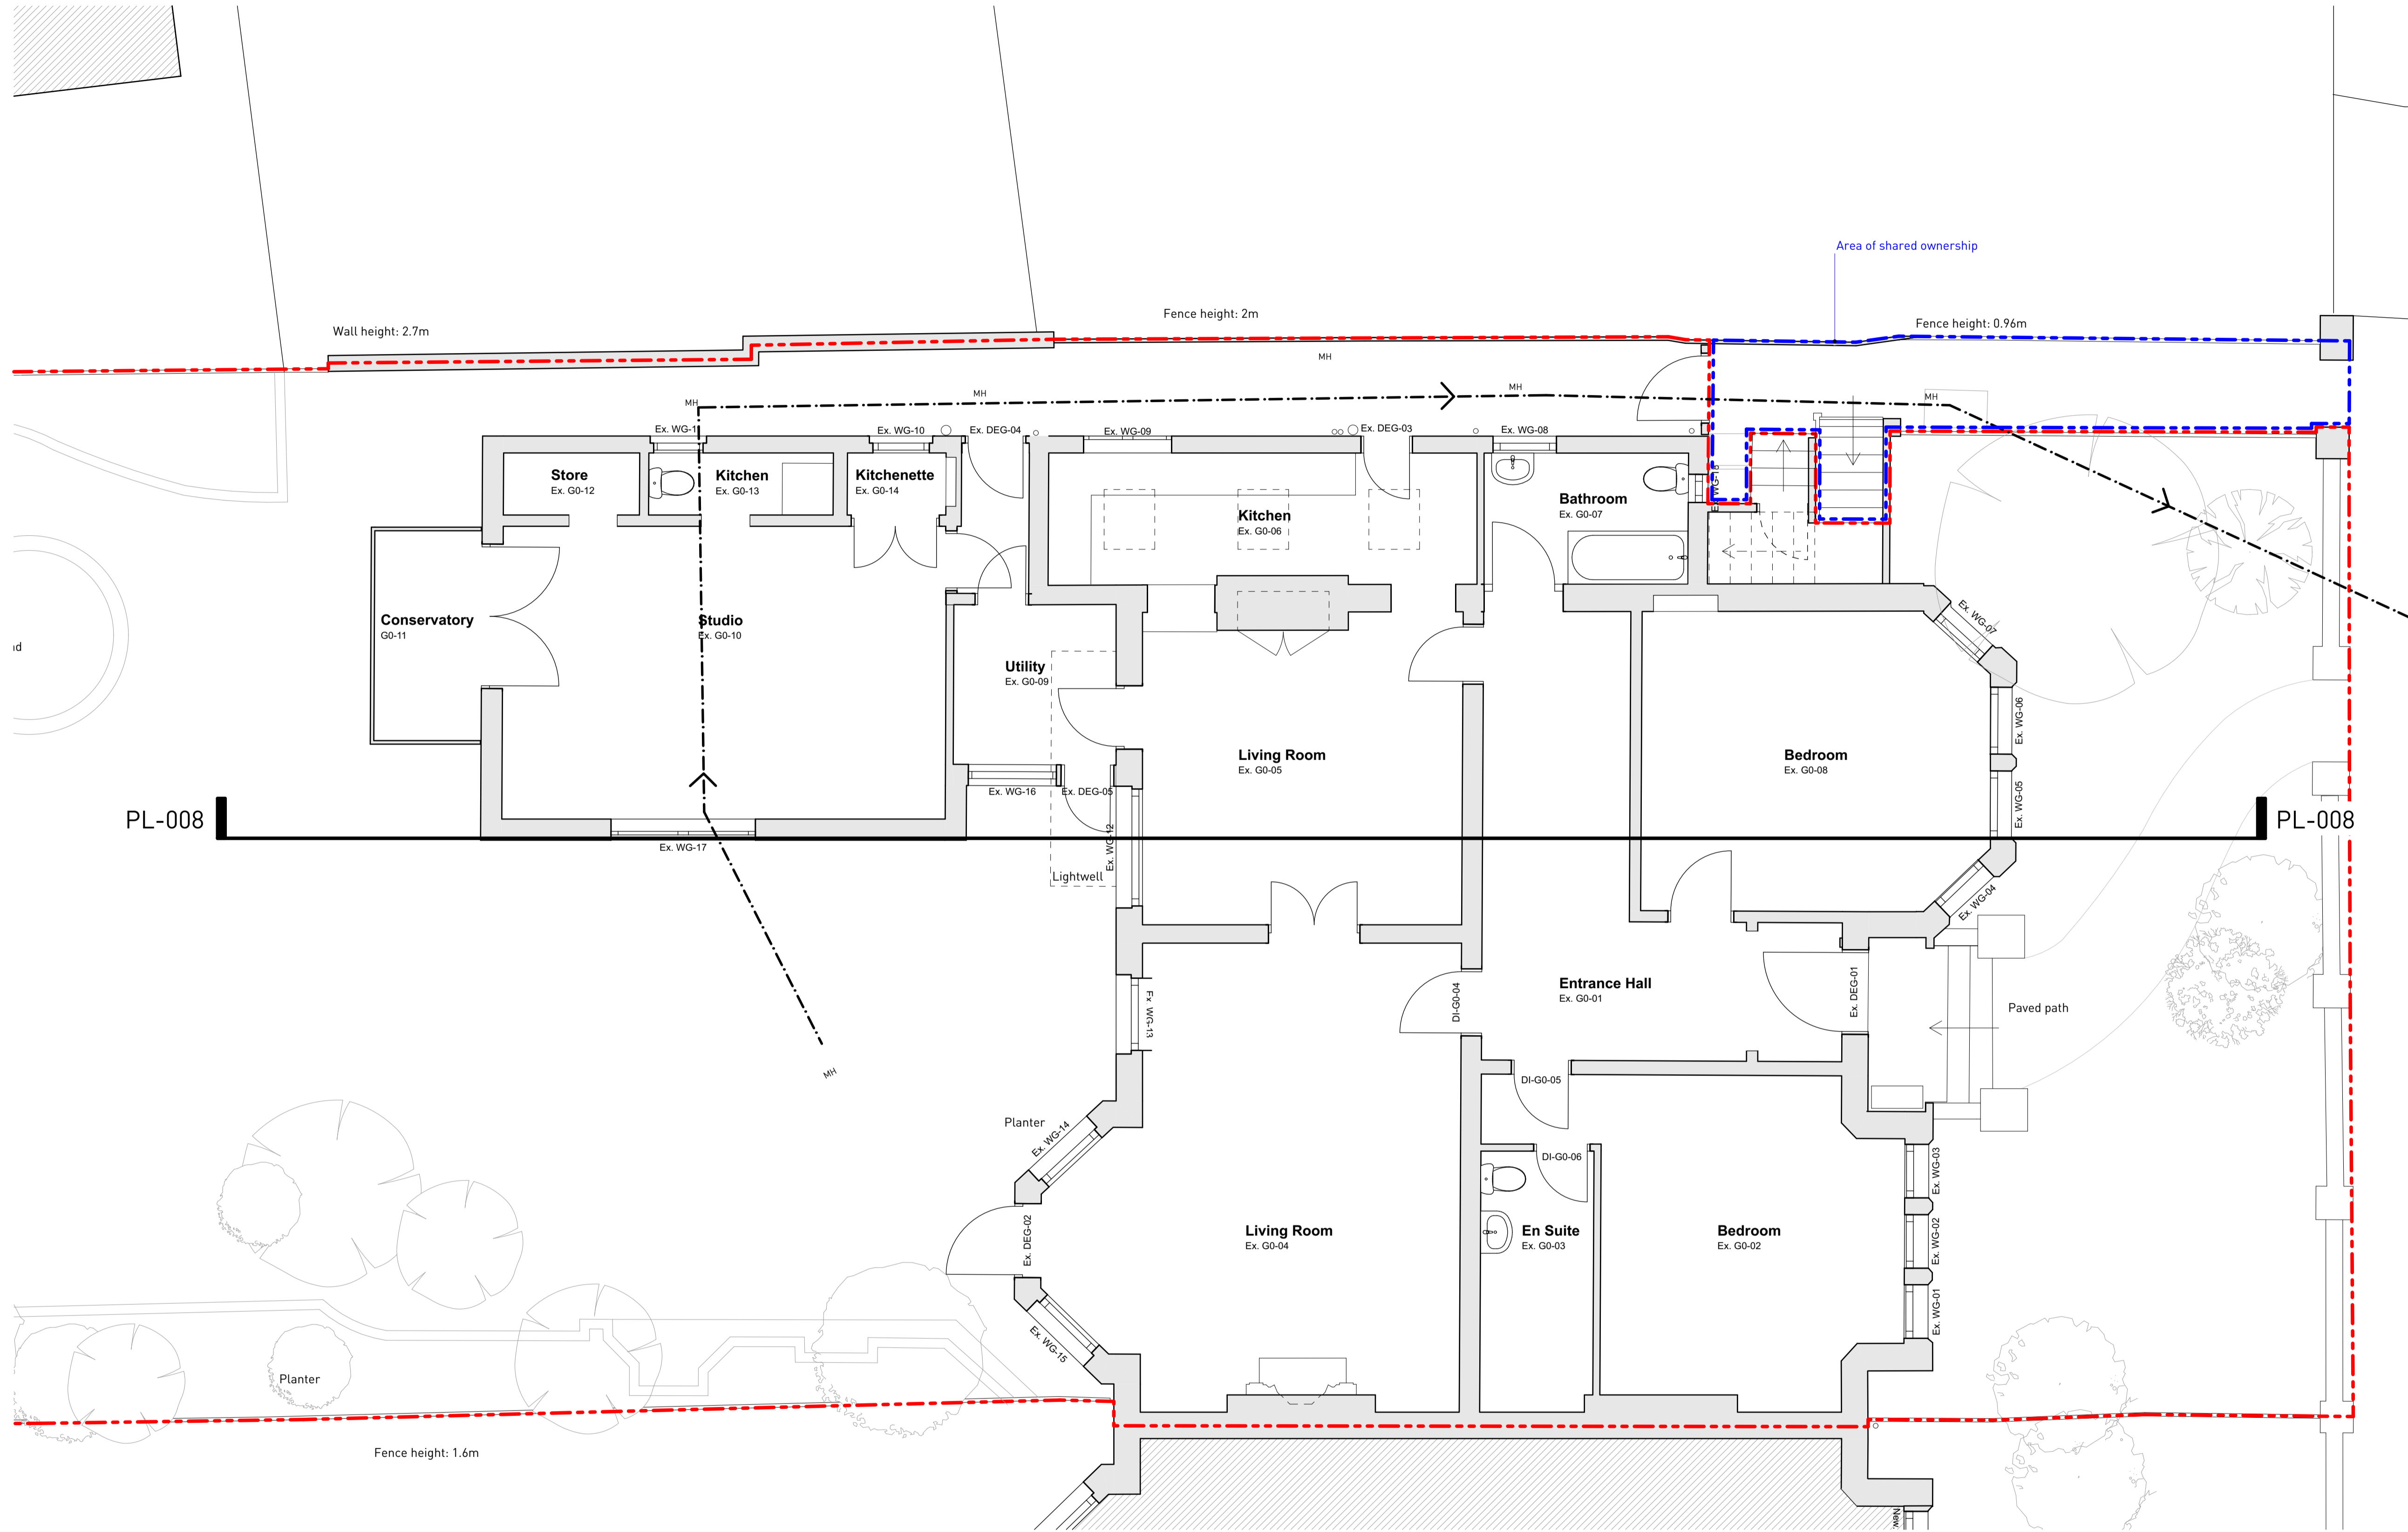 Area of shared ownership
Fence height: 2m
Fence height: 0.96m
Wall height: 2.7m
MH
MH
MH
MH
MH
Ex. WG-1
Ex. WG-10
Ex. DEG-04
Ex. WG-09
Ex. DEG-03
Ex. WG-08
Store
Ex. G0-12
Kitchen
Ex. G0-13
Kitchenette
Ex. G0-14
Kitchen
Ex. G0-06
Bathroom
Ex. G0-07
Conservatory
G0-11
Studio
Ex. G0-10
Utility
Ex. G0-09
Ex. WG-07
Living Room
Ex. G0-05
Bedroom
Ex. G0-08
Ex. WG-06
Ex. WG-05
Ex. WG-16
Ex. DEG-05
PL-008
PL-008
Ex. WG-17
Ex. WG-12
Lightwell
Ex. WG-04
Entrance Hall
Ex. G0-01
DI-G0-04
Ex. DEG-01
Paved path
Ex. WG-13
MH
DI-G0-05
Planter
Ex. WG-14
DI-G0-06
Ex. WG-03
Living Room
Ex. G0-04
En Suite
Ex. G0-03
Bedroom
Ex. G0-02
Ex. DEG-02
Ex. WG-02
Ex. WG-01
Ex. WG-15
Planter
Fence height: 1.6m